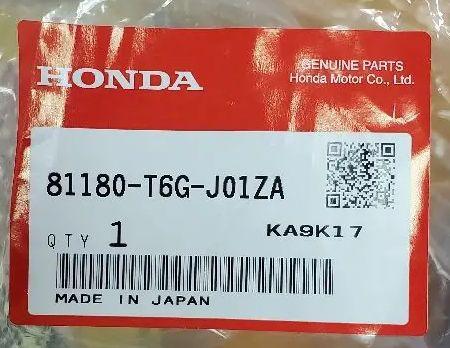 HONDA
GENUINE PARTS
Honda Motor Co., Ltd.
81180-T6G-J01ZA
QTY 1
KA9K17
MADE IN JAPAN